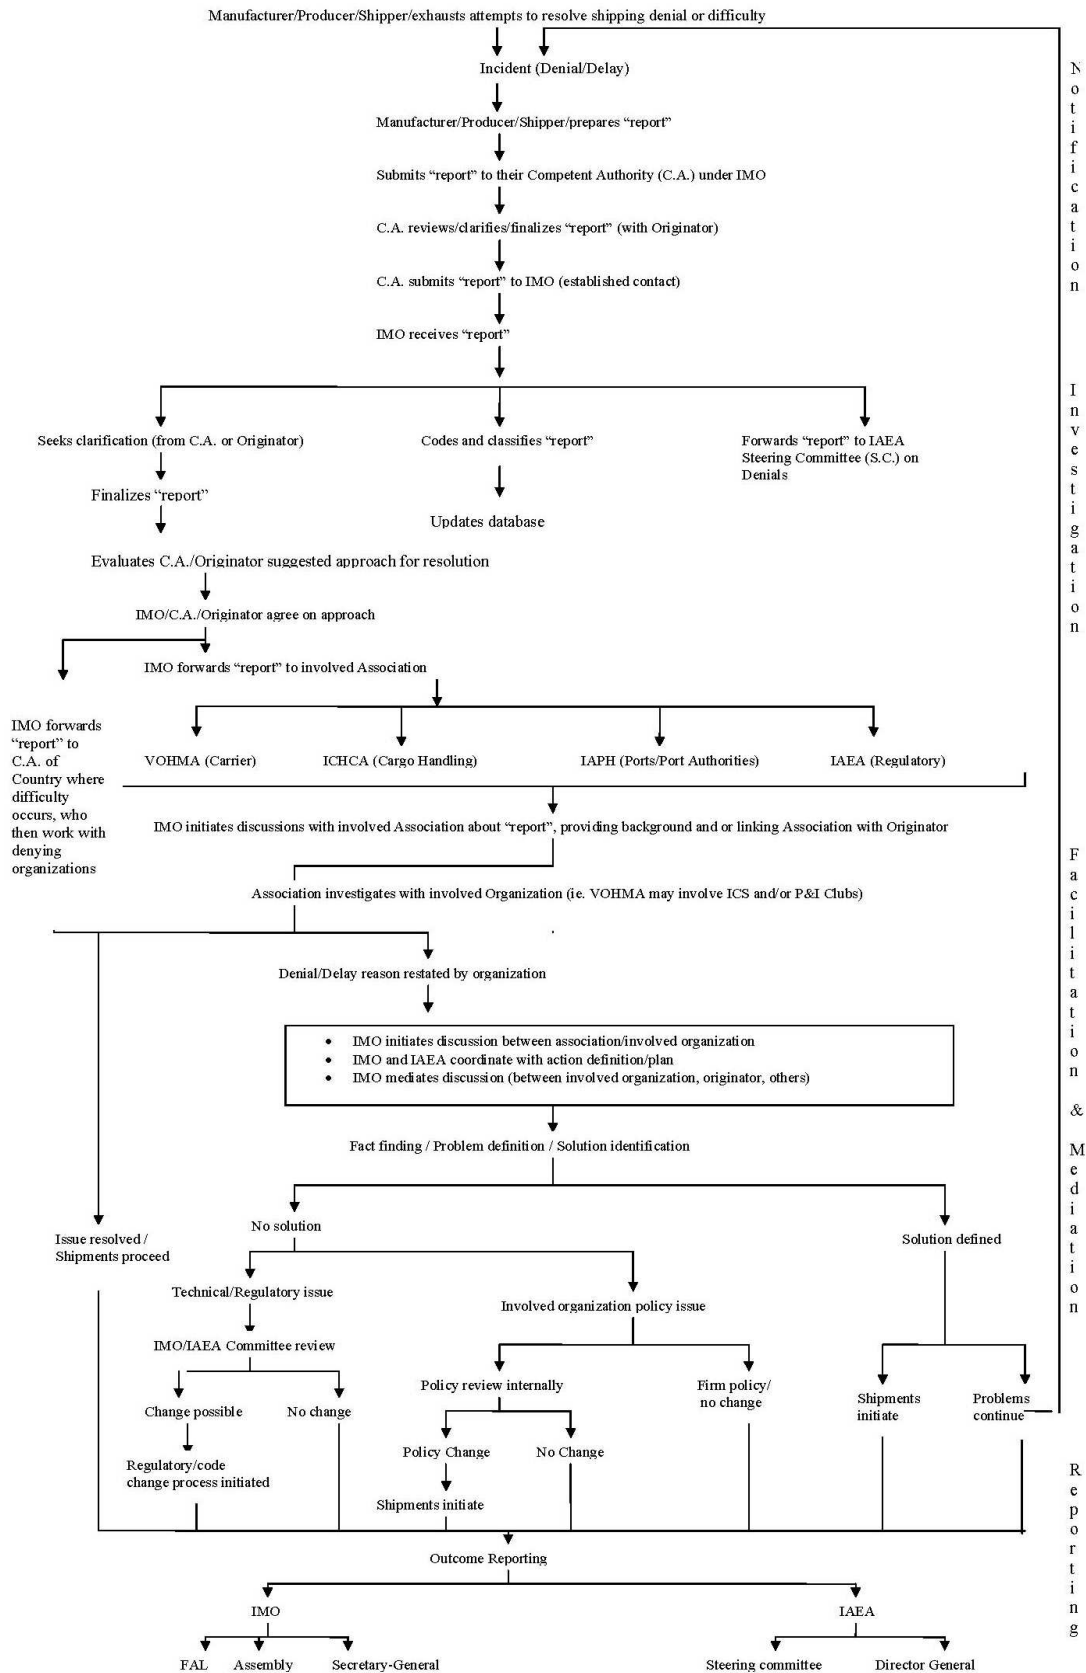 Manufacturer/Producer/Shipper/exhausts attempts to resolve shipping denial or difficulty
Incident (Denial/Delay)
Manufacturer/Producer/Shipper/prepares “report”
Submits “report” to their Competent Authority (C.A.) under IMO
C.A. reviews/clarifies/finalizes “report” (with Originator)
C.A. submits “report” to IMO (established contact)
IMO receives “report”
Notification
Seeks clarification (from C.A. or Originator)
Codes and classifies “report”
Forwards “report” to IAEA
Steering Committee (S.C.) on
Denials
Finalizes “report”
Updates database
Evaluates C.A./Originator suggested approach for resolution
IMO/C.A./Originator agree on approach
Investigation
IMO forwards “report” to involved Association
IMO forwards
“report” to
C.A. of
Country where
difficulty
occurs, who
then work with
denying
organizations
VOHMA (Carrier)
ICHCA (Cargo Handling)
IAPH (Ports/Port Authorities)
IAEA (Regulatory)
IMO initiates discussions with involved Association about “report”, providing background and or linking Association with Originator
Association investigates with involved Organization (ie. VOHMA may involve ICS and/or P&I Clubs)
Denial/Delay reason restated by organization
• IMO initiates discussion between association/involved organization
• IMO and IAEA coordinate with action definition/plan
• IMO mediates discussion (between involved organization, originator, others)
Fact finding / Problem definition / Solution identification
Facilitation & Mediation
Issue resolved /
Shipments proceed
No solution
Solution defined
Technical/Regulatory issue
Involved organization policy issue
IMO/IAEA Committee review
Change possible
No change
Policy review internally
Firm policy/
no change
Shipments
initiate
Problems
continue
Regulatory/code
change process initiated
Policy Change
No Change
Shipments initiate
Outcome Reporting
IMO
IAEA
FAL
Assembly
Secretary-General
Steering committee
Director General
Reporting